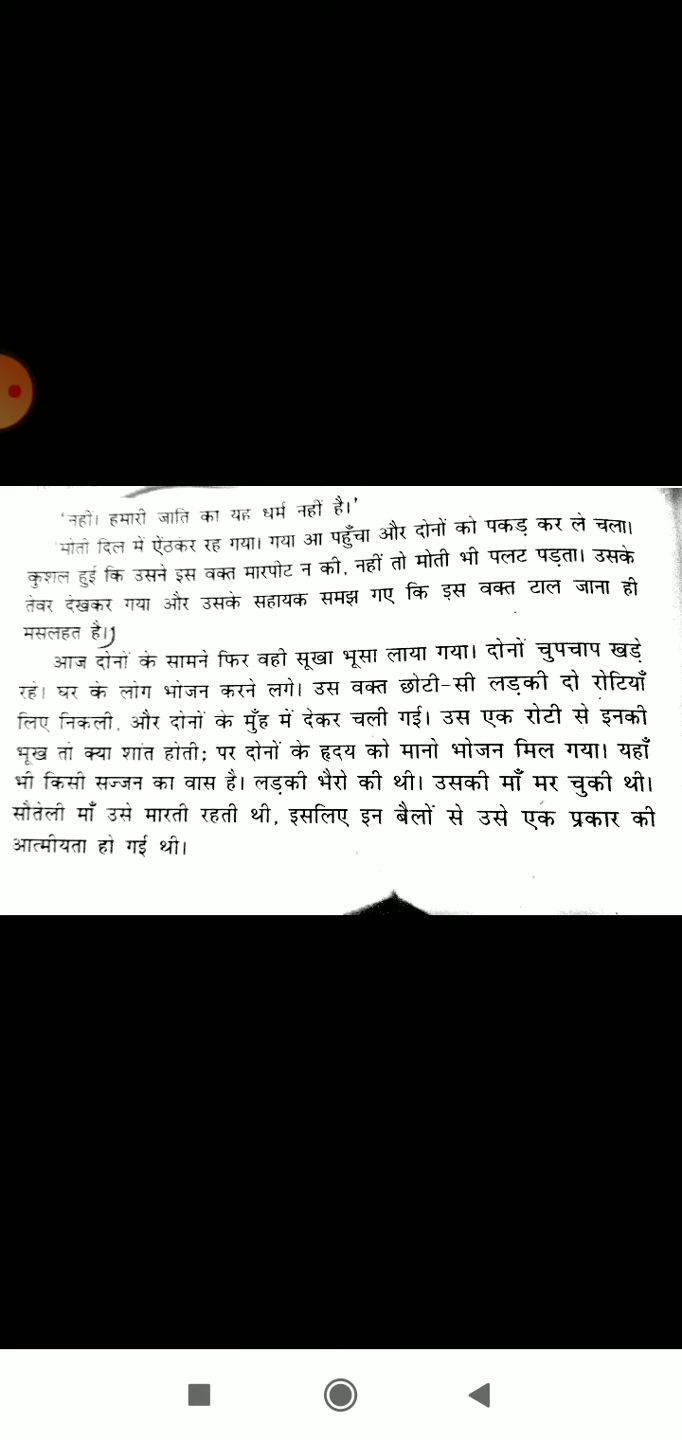 'नहीं। हमारी जाति का यह धर्म नहीं है।'
मोती दिल में ऐंठकर रह गया। गया आ पहुँचा और दोनों को पकड़ कर ले चला।
कुशल हुई कि उसने इस वक्त मारपीट न की, नहीं तो मोती भी पलट पड़ता। उसके
तेवर देखकर गया और उसके सहायक समझ गए कि इस वक्त टाल जाना ही
मसलहत है।)
आज दोनों के सामने फिर वही सूखा भूसा लाया गया। दोनों चुपचाप खड़े
रहे। घर के लोग भोजन करने लगे। उस वक्त छोटी-सी लड़की दो रोटियाँ
लिए निकली, और दोनों के मुँह में देकर चली गई। उस एक रोटी से इनकी
भूख तो क्या शांत होती; पर दोनों के हृदय को मानो भोजन मिल गया। यहाँ
भी किसी सज्जन का वास है। लड़की भैरो की थी। उसकी माँ मर चुकी थी।
सौतेली माँ उसे मारती रहती थी, इसलिए इन बैलों से उसे एक प्रकार की
आत्मीयता हो गई थी।